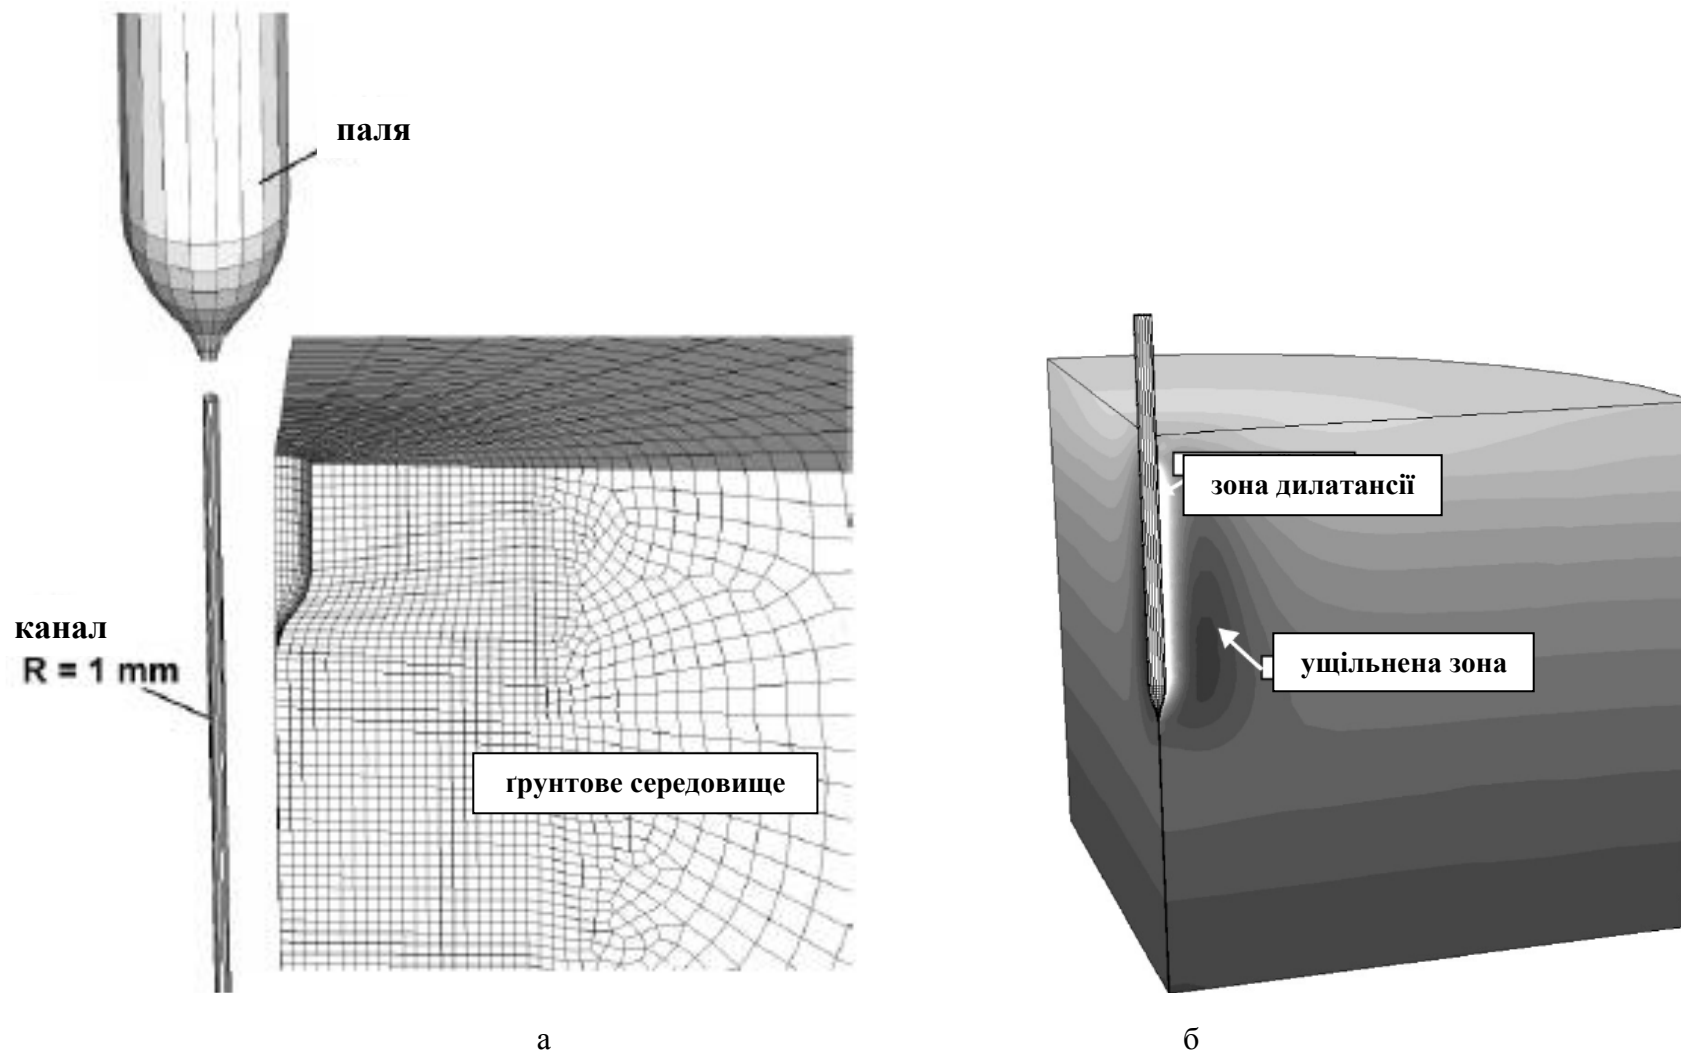 паля
канал
R = 1 mm
ґрунтове середовище
зона дилатансії
ущільнена зона
а
б